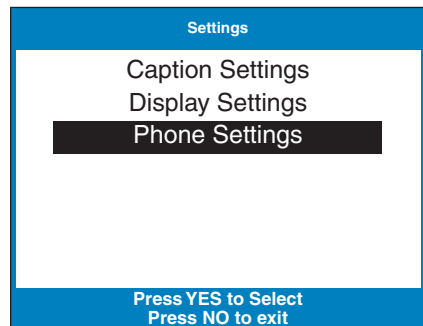 Settings
Caption Settings
Display Settings
Phone Settings
Press YES to Select
Press NO to exit